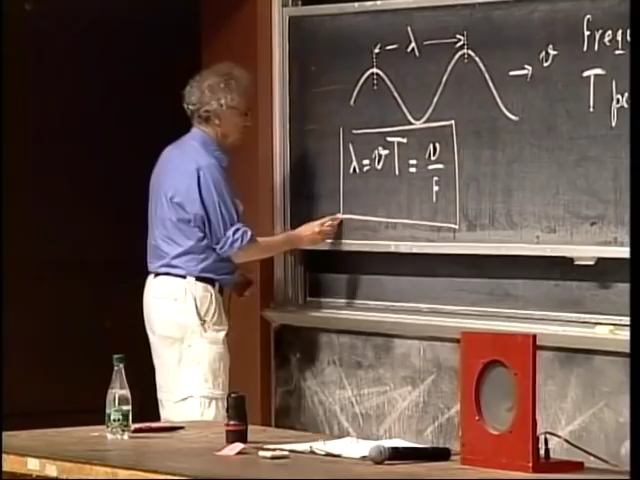 λ
→ v
λ = vT = v/F
T